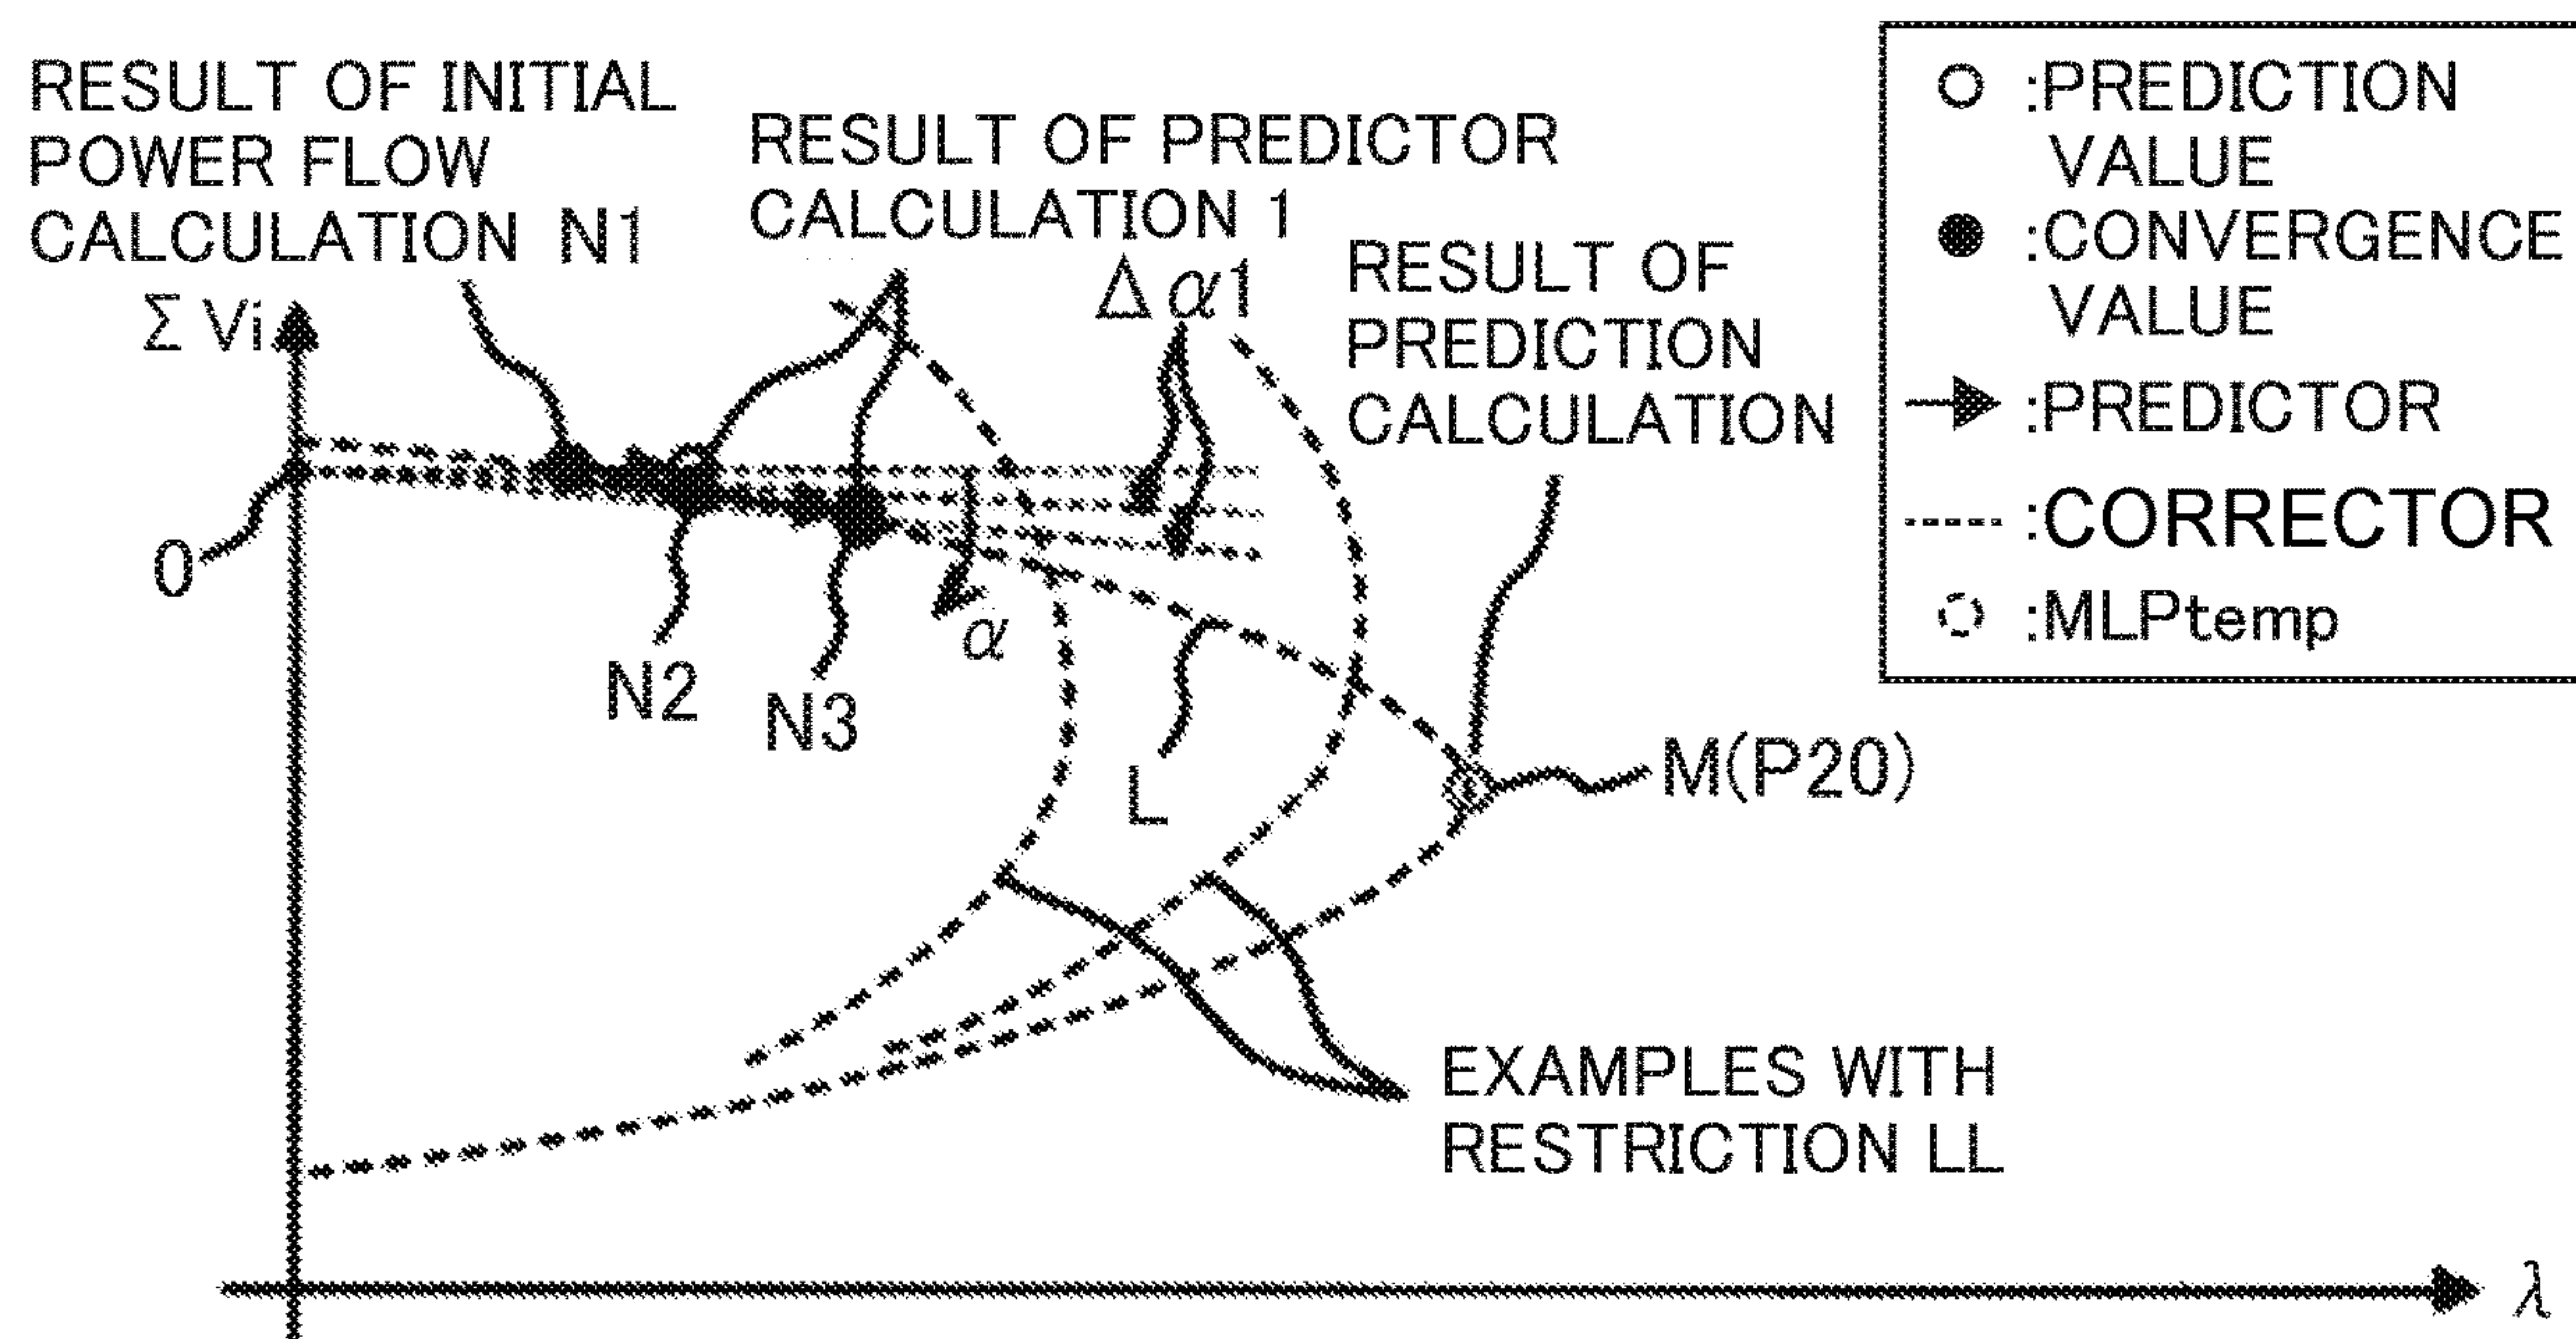 RESULT OF INITIAL
POWER FLOW
CALCULATION N1
RESULT OF PREDICTOR
CALCULATION 1
Δα1
RESULT OF
PREDICTION
CALCULATION
ΣVi
O
N2
N3
α
L
M(P20)
EXAMPLES WITH
RESTRICTION LL
λ
:PREDICTION
VALUE
:CONVERGENCE
VALUE
:PREDICTOR
:CORRECTOR
:MLPtemp